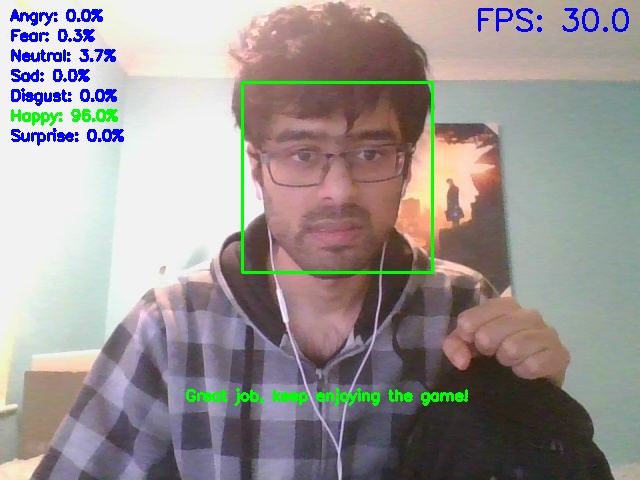 Angry: 0.0%
FPS: 30.0
Fear: 0.3%
Neutral: 3.7%
Sad: 0.0%
Disgust: 0.0%
Happy: 96.0%
Surprise: 0.0%
Great job, keep enjoying the game!